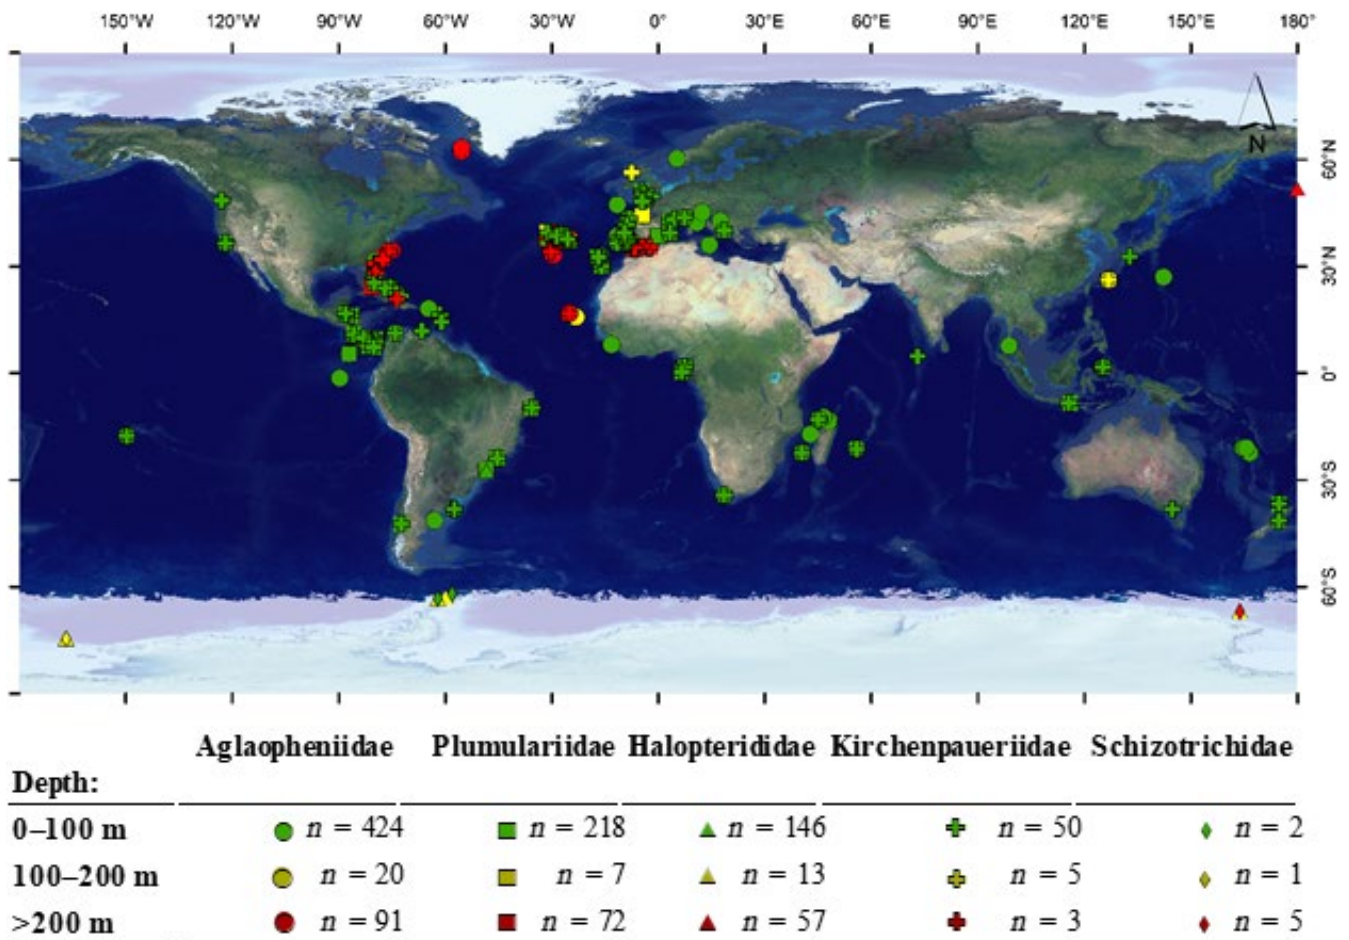 150°W 120°W 90°W 60°W 30°W 0° 30°E 60°E 90°E 120°E 150°E 180°
N
60°N
30°N
0°
30°S
60°S
Aglaopheniidae Plumulariidae Halopterididae Kirchenpaueriidae Schizotrichidae
Depth:
0–100 m n = 424 n = 218 n = 146 n = 50 n = 2
100–200 m n = 20 n = 7 n = 13 n = 5 n = 1
>200 m n = 91 n = 72 n = 57 n = 3 n = 5